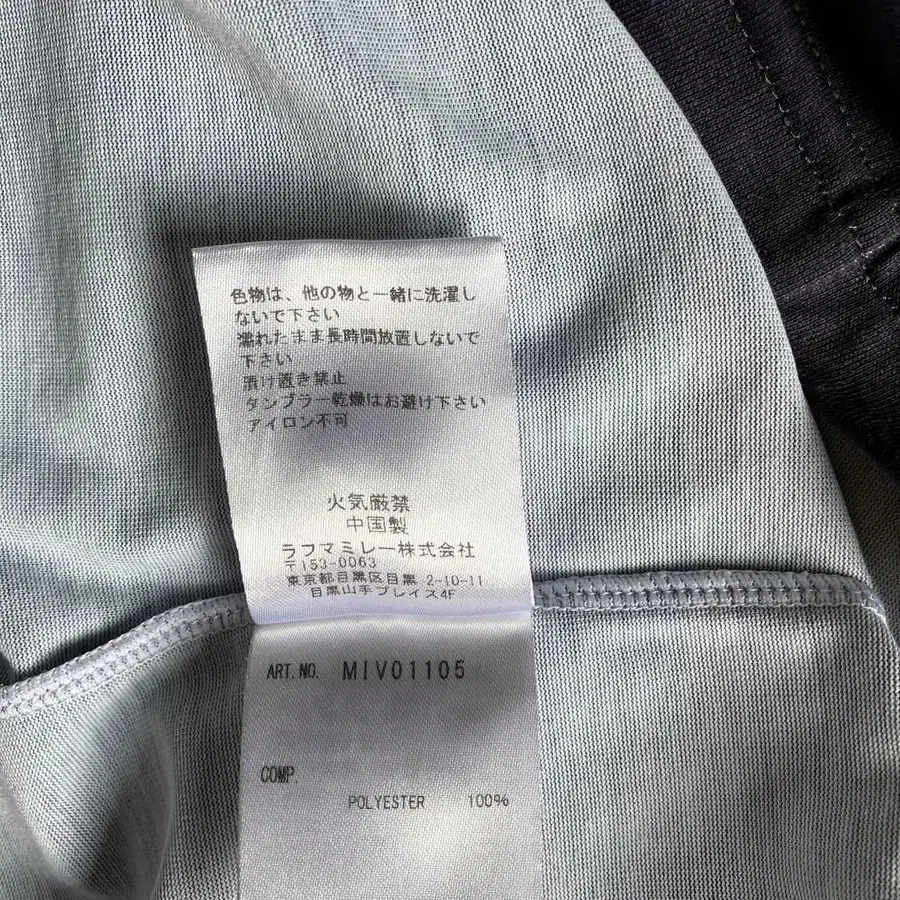 色物は、他の物と一緒に洗濯し
ないで下さい
濡れたまま長時間放置しないで
下さい
漬け置き禁止
タンブラー乾燥はお避け下さい
アイロン不可
火気厳禁
中国製
ラフマミレー株式会社
〒153-0063
東京都目黒区目黒 2-10-11
目黒山手プレイス4F
ART.NO. MIV01105
COMP.
POLYESTER 100%